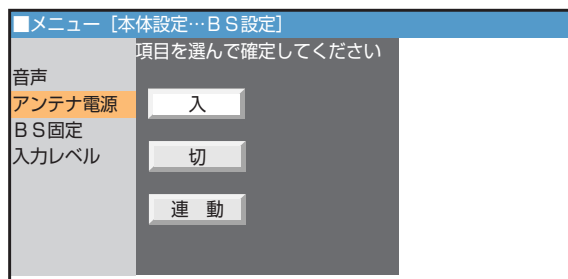 ■メニュー [本体設定…ＢＳ設定]
項目を選んで確定してください
音声
アンテナ電源
ＢＳ固定
入力レベル
入
切
連　動